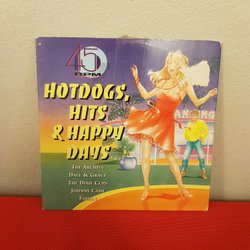 45
RPM
HOTDOGS,
HITS
& HAPPY
DAYS
THE ARCHIES
DALE & GRACE
THE DIXIE CUPS
JOHNNY CASH